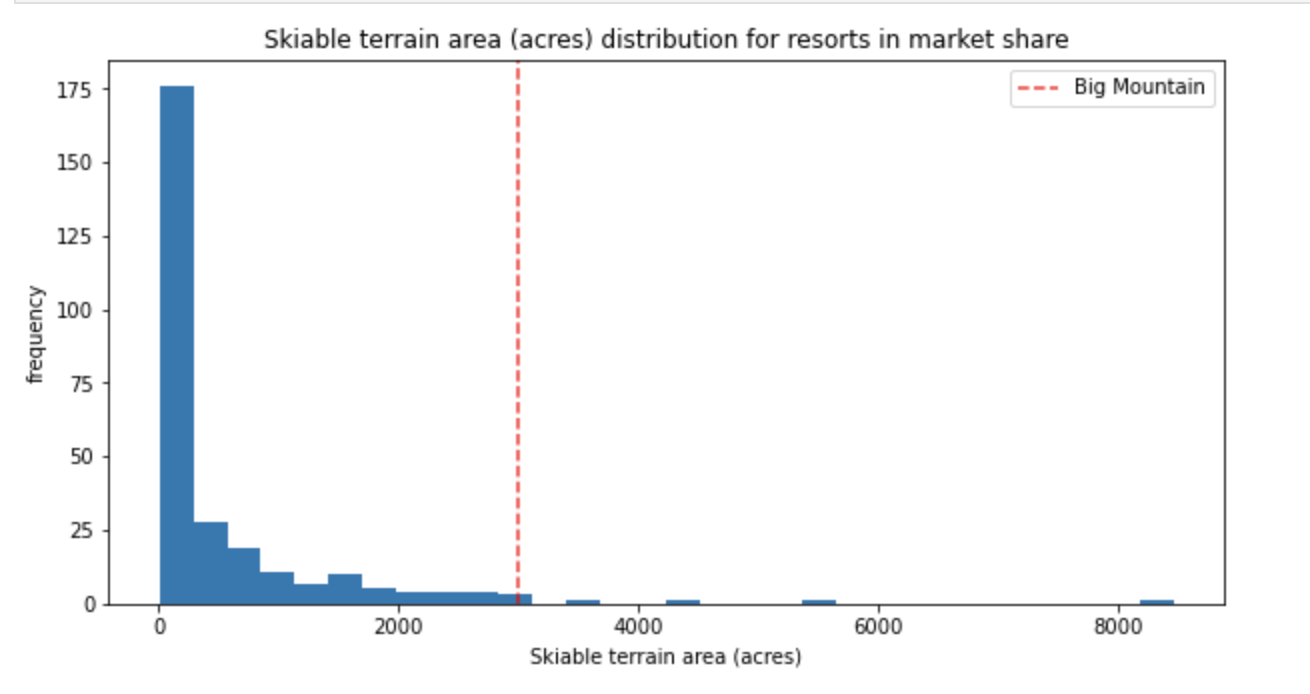 Skiable terrain area (acres) distribution for resorts in market share
Big Mountain
175
150
125
100
75
50
25
0
frequency
0 2000 4000 6000 8000
Skiable terrain area (acres)